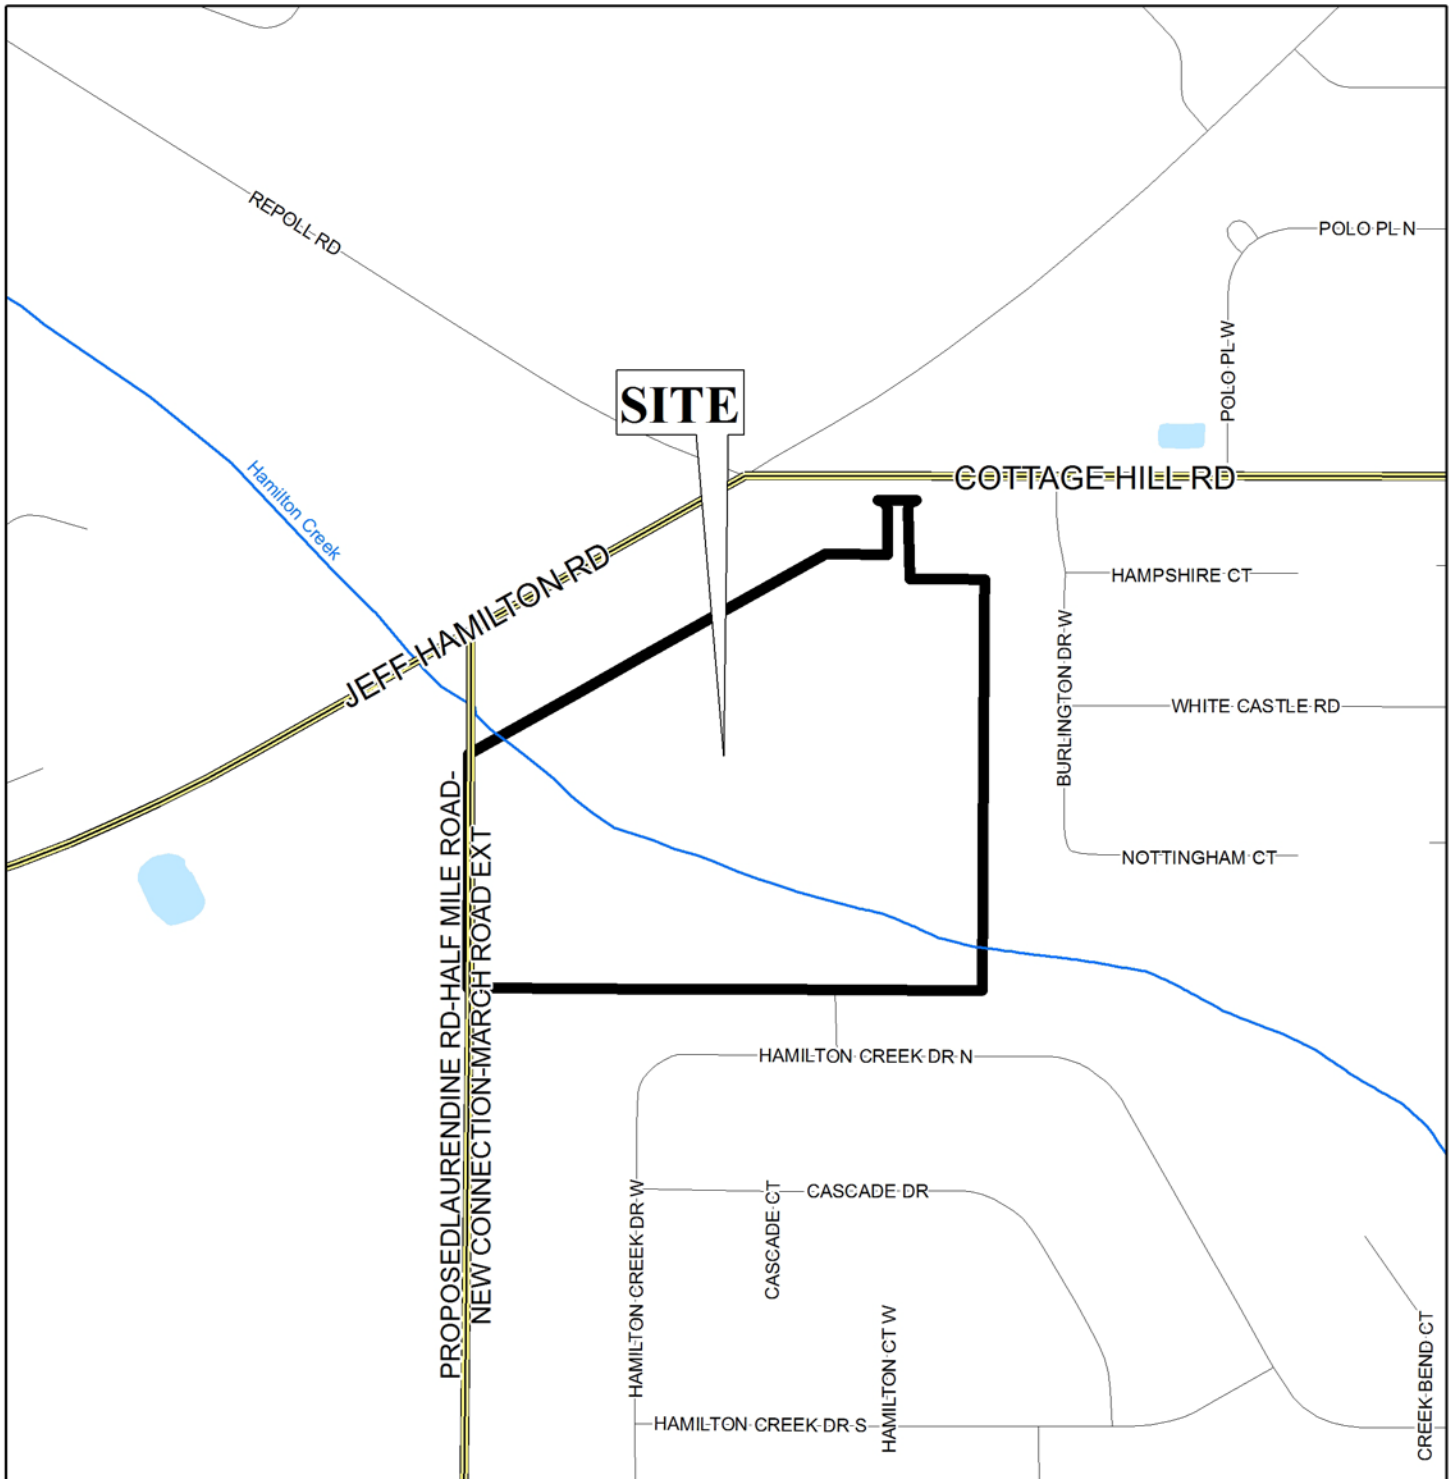 REPOLL RD
POLO PL N
POLO PL W
SITE
COTTAGE HILL RD
Hamilton Creek
JEFF HAMILTON RD
HAMPSHIRE CT
BURLINGTON DR W
WHITE CASTLE RD
NOTTINGHAM CT
PROPOSEDLAURENDINE RD-HALF MILE ROAD-
NEW CONNECTION-MARCH ROAD EXT
HAMILTON CREEK DR N
HAMILTON CREEK DR W
CASCADE CT
CASCADE DR
HAMILTON CT W
HAMILTON CREEK DR S
CREEK BEND CT